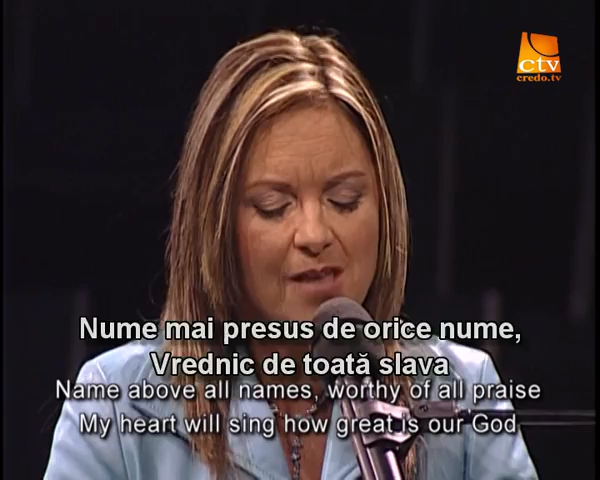 ctv
credo.tv
Nume mai presus de orice nume,
Vrednic de toată slava
Name above all names, worthy of all praise
My heart will sing how great is our God